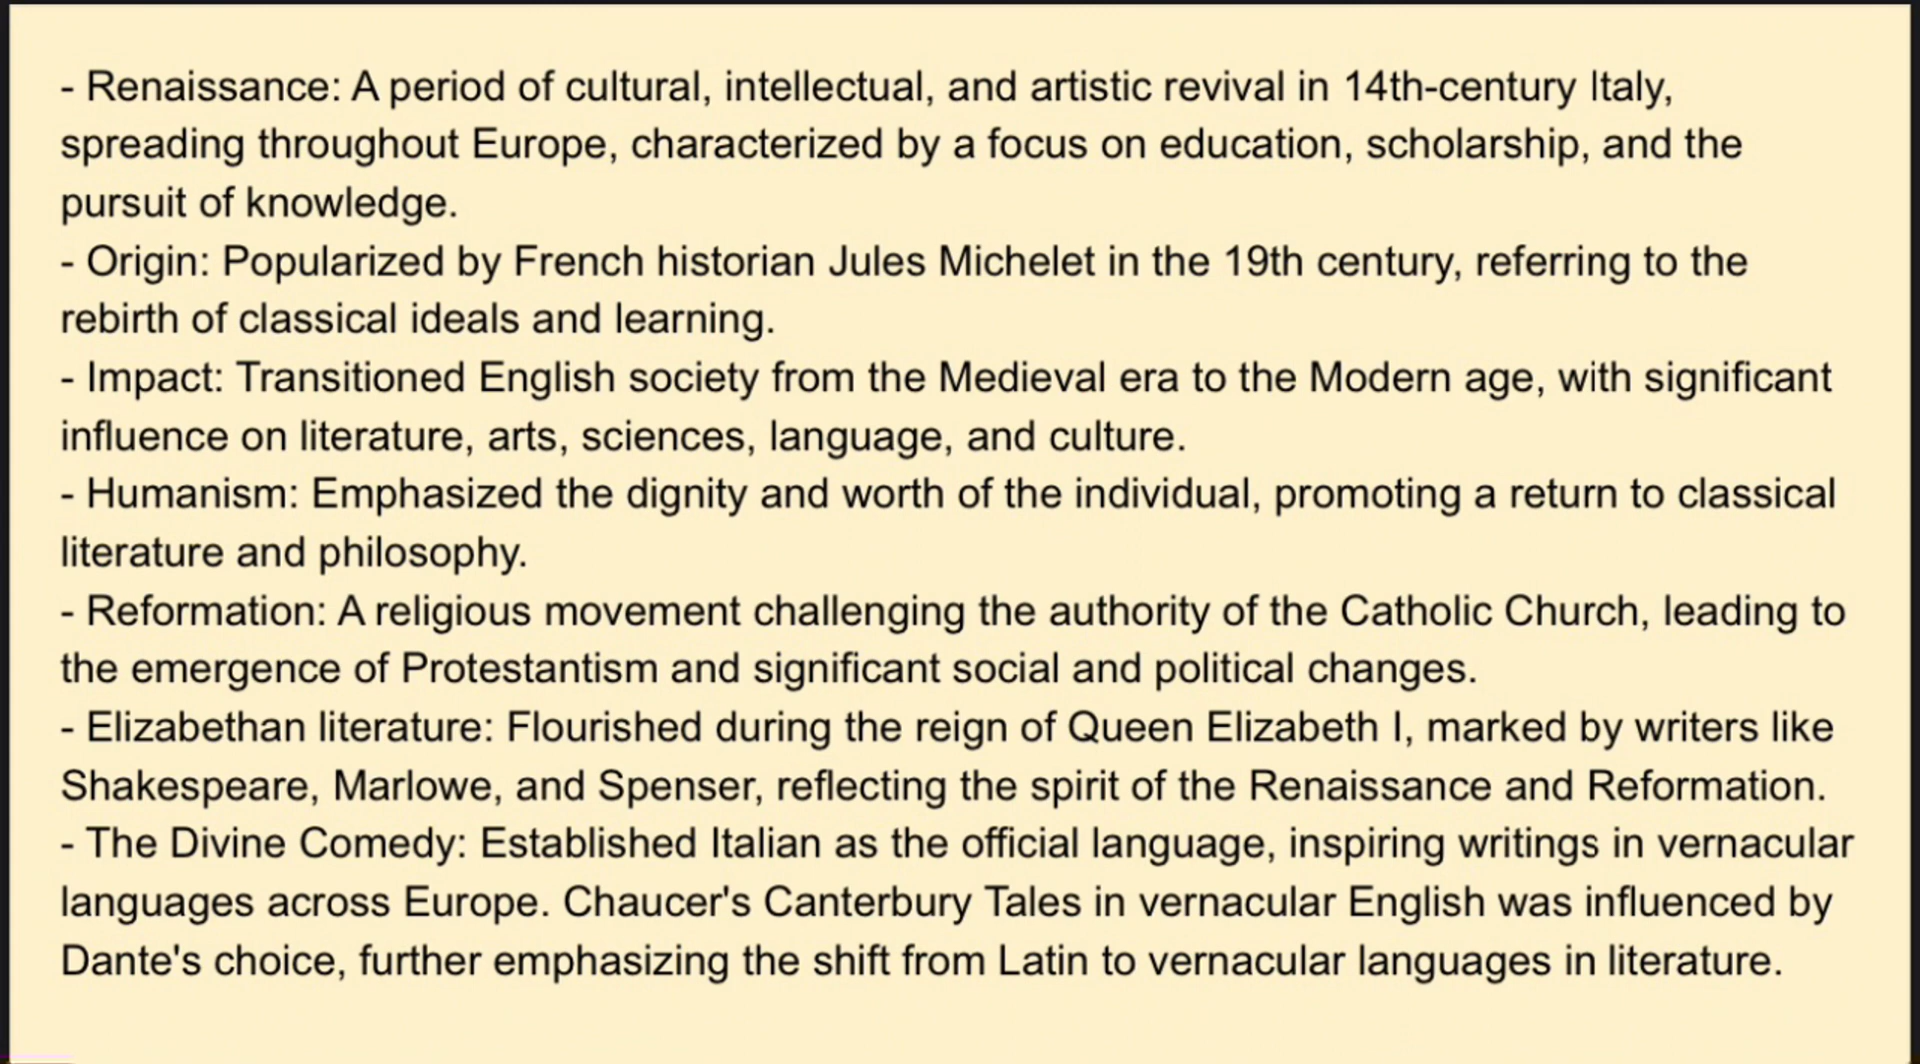 - Renaissance: A period of cultural, intellectual, and artistic revival in 14th-century Italy,
spreading throughout Europe, characterized by a focus on education, scholarship, and the
pursuit of knowledge.
- Origin: Popularized by French historian Jules Michelet in the 19th century, referring to the
rebirth of classical ideals and learning.
- Impact: Transitioned English society from the Medieval era to the Modern age, with significant
influence on literature, arts, sciences, language, and culture.
- Humanism: Emphasized the dignity and worth of the individual, promoting a return to classical
literature and philosophy.
- Reformation: A religious movement challenging the authority of the Catholic Church, leading to
the emergence of Protestantism and significant social and political changes.
- Elizabethan literature: Flourished during the reign of Queen Elizabeth I, marked by writers like
Shakespeare, Marlowe, and Spenser, reflecting the spirit of the Renaissance and Reformation.
- The Divine Comedy: Established Italian as the official language, inspiring writings in vernacular
languages across Europe. Chaucer's Canterbury Tales in vernacular English was influenced by
Dante's choice, further emphasizing the shift from Latin to vernacular languages in literature.